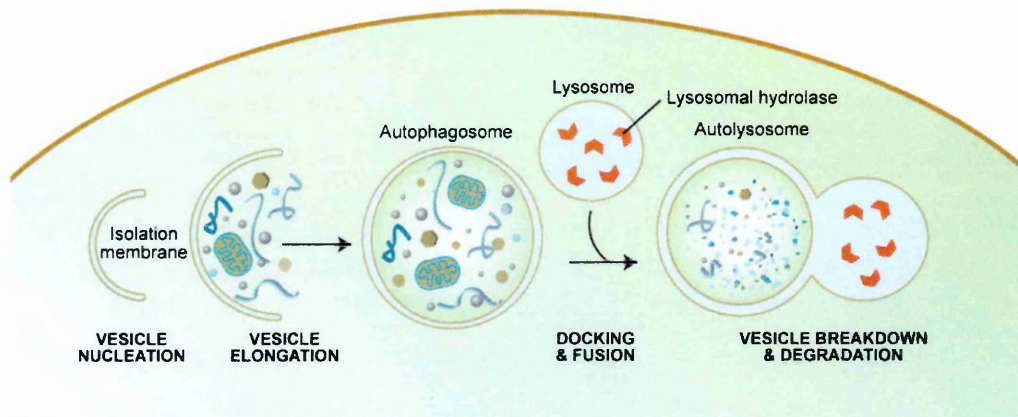 Lysosome
Lysosomal hydrolase
Autophagosome
Autolysosome
Isolation
membrane
VESICLE
NUCLEATION
VESICLE
ELONGATION
DOCKING
& FUSION
VESICLE BREAKDOWN
& DEGRADATION